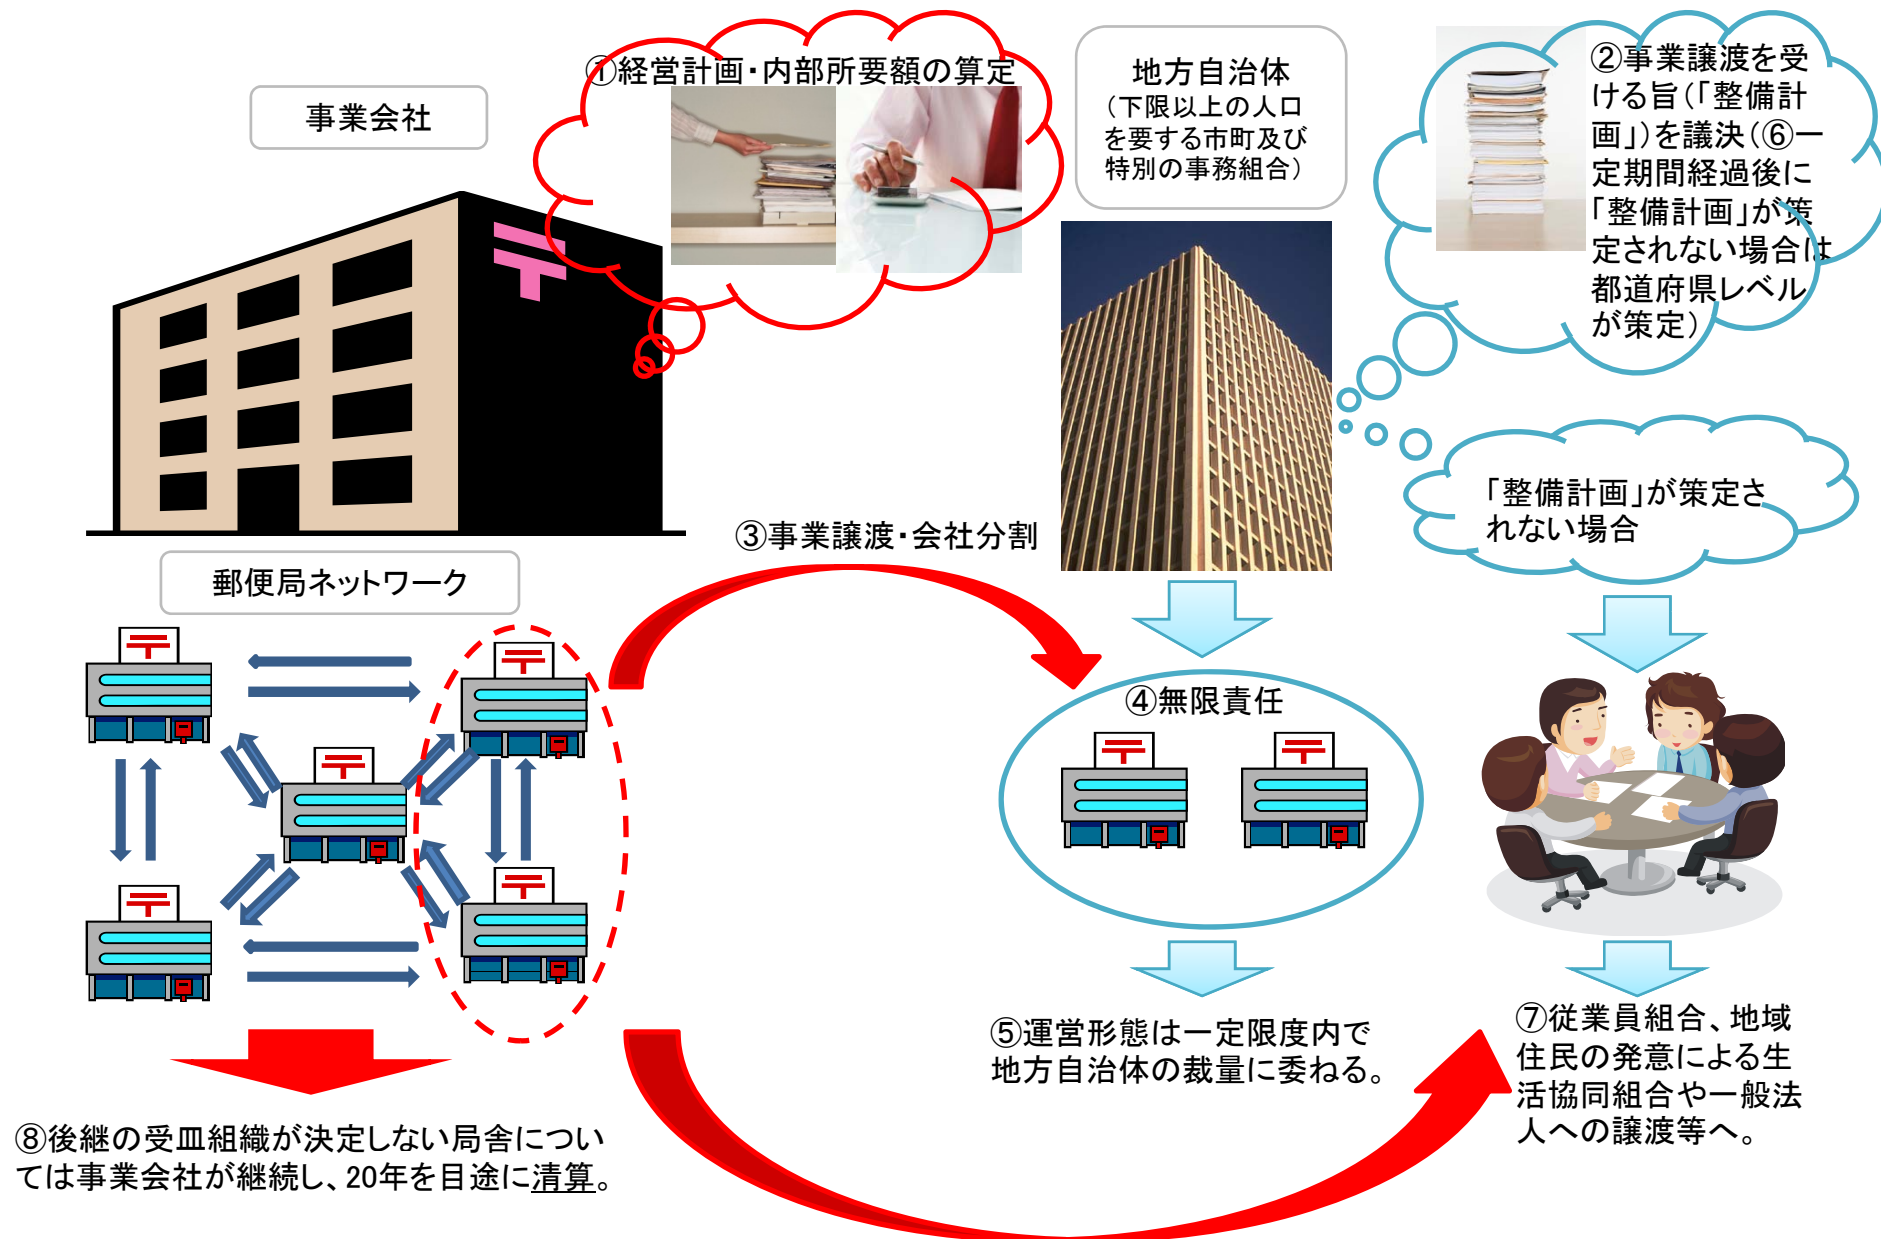 ①経営計画・内部所要額の算定
事業会社
地方自治体
（下限以上の人口
を要する市町及び
特別の事務組合）
②事業譲渡を受
ける旨（「整備計
画」）を議決（⑥一
定期間経過後に
「整備計画」が策
定されない場合は
都道府県レベル
が策定）
「整備計画」が策定さ
れない場合
③事業譲渡・会社分割
郵便局ネットワーク
④無限責任
⑤運営形態は一定限度内で
地方自治体の裁量に委ねる。
⑦従業員組合、地域
住民の発意による生
活協同組合や一般法
人への譲渡等へ。
⑧後継の受皿組織が決定しない局舎につい
ては事業会社が継続し、20年を目途に清算。